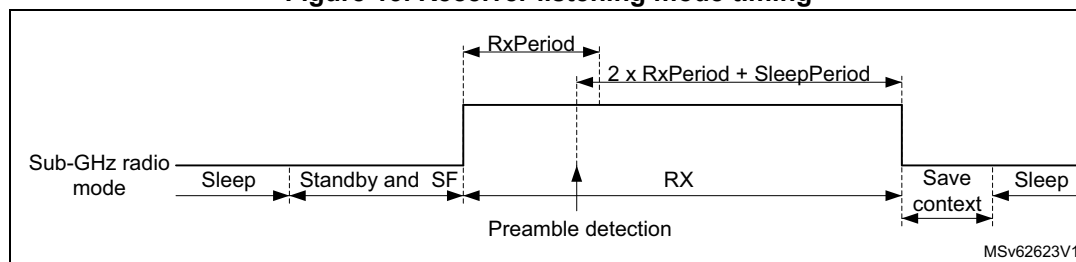 RxPeriod
2 x RxPeriod + SleepPeriod
Sub-GHz radio
mode
Sleep
Standby and SF
RX
Save
context
Sleep
Preamble detection
MSv62623V1